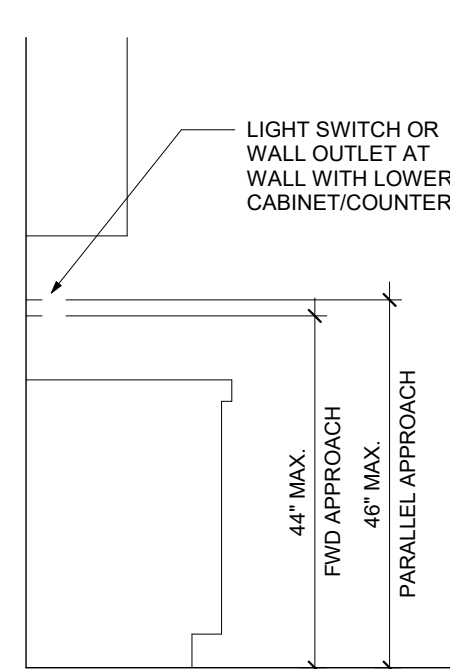 LIGHT SWITCH OR
WALL OUTLET AT
WALL WITH LOWER
CABINET/COUNTER
44" MAX.
FWD APPROACH
46" MAX.
PARALLEL APPROACH